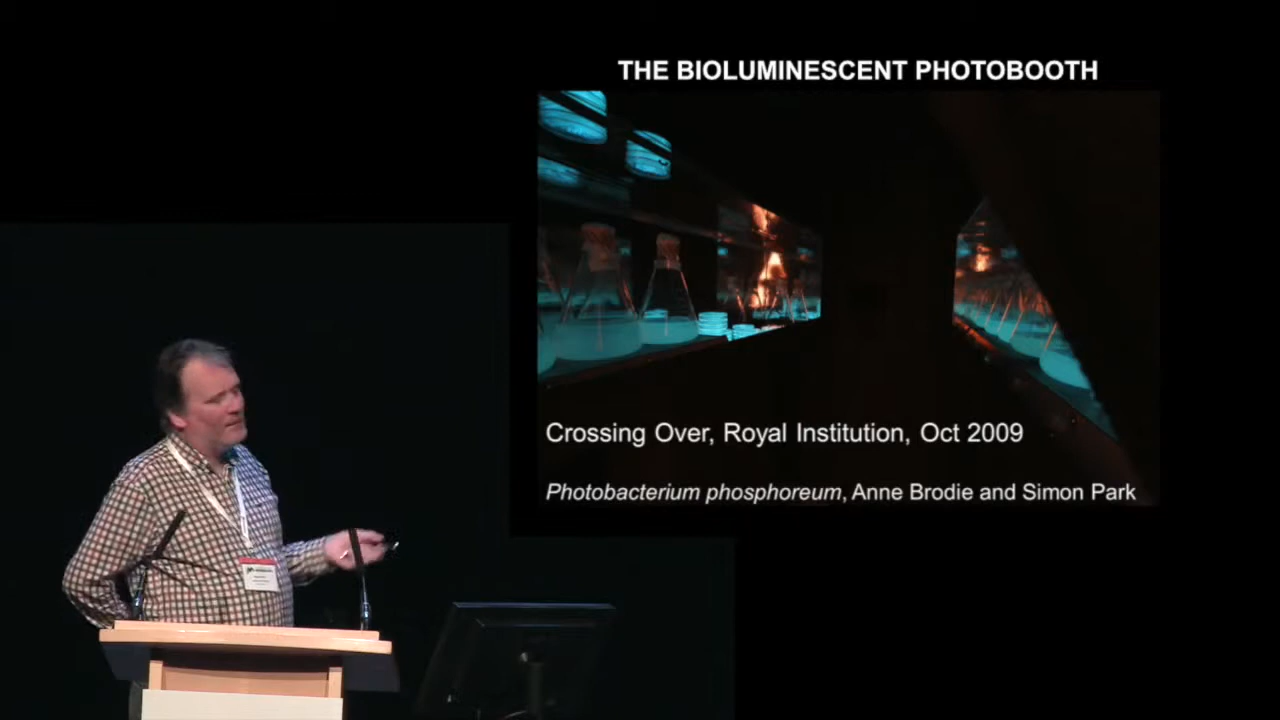 THE BIOLUMINESCENT PHOTOBOOTH
Crossing Over, Royal Institution, Oct 2009
Photobacterium phosphoreum, Anne Brodie and Simon Park